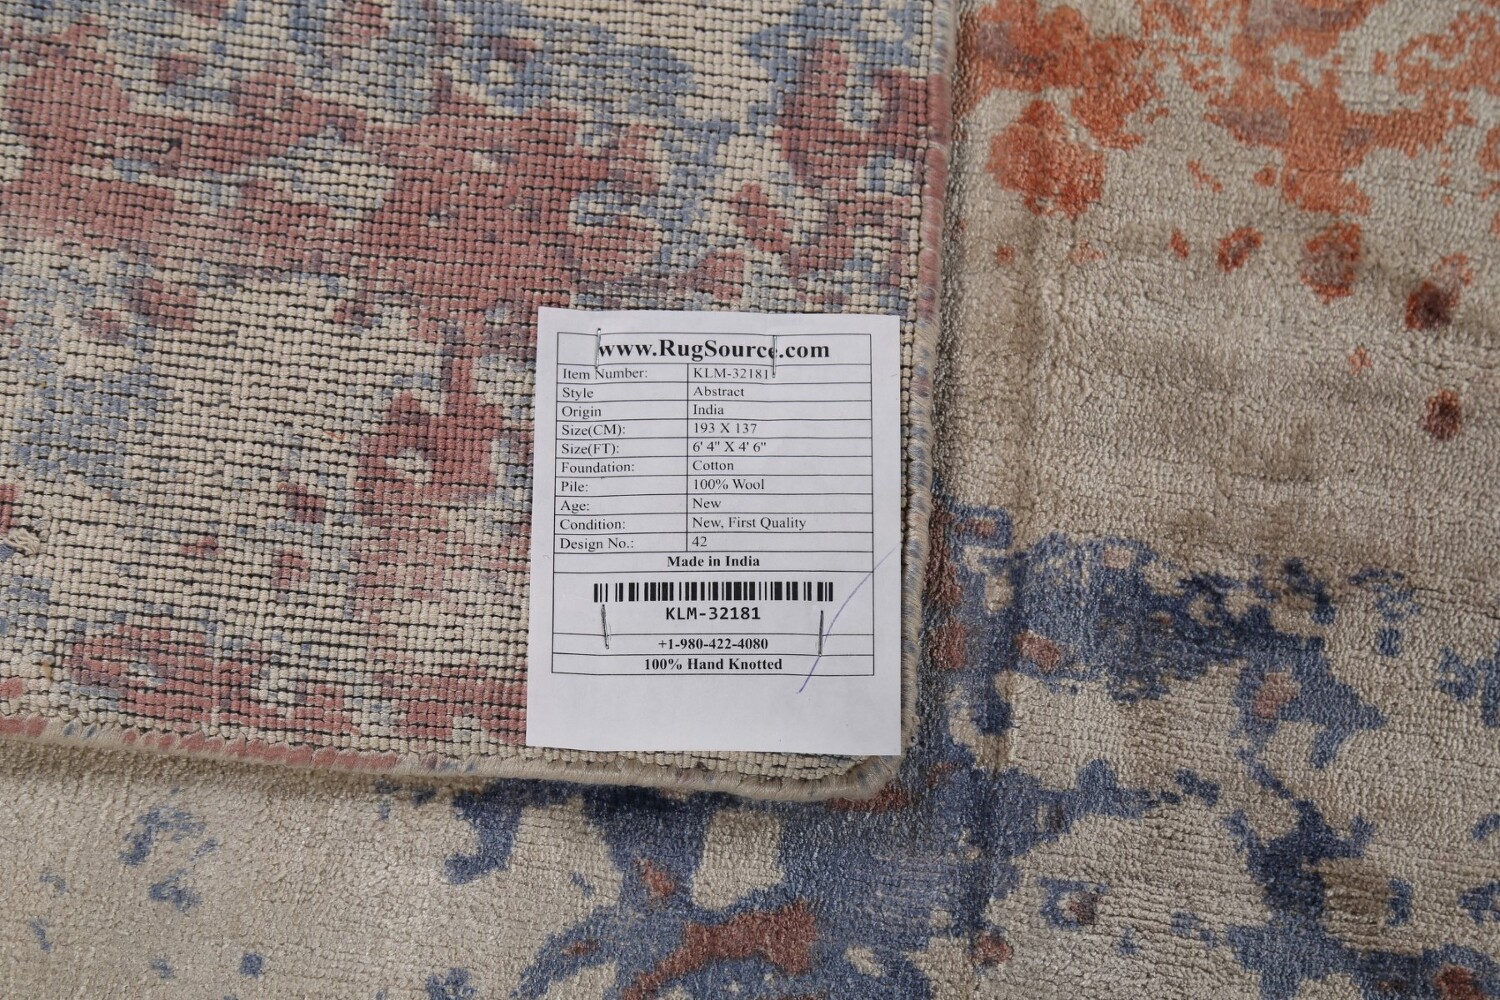 www.RugSource.com
Item Number: KLM-32181
Style Abstract
Origin India
Size(CM): 193 X 137
Size(FT): 6' 4" X 4' 6"
Foundation: Cotton
Pile: 100% Wool
Age: New
Condition: New, First Quality
Design No.: 42
Made in India
KLM-32181
+1-980-422-4080
100% Hand Knotted